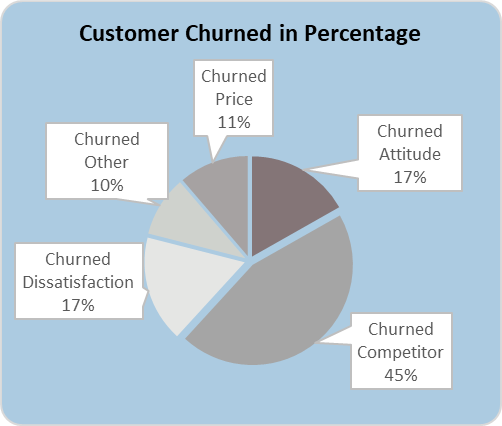 Customer Churned in Percentage
Churned
Price
11%
Churned
Attitude
17%
Churned
Other
10%
Churned
Dissatisfaction
17%
Churned
Competitor
45%